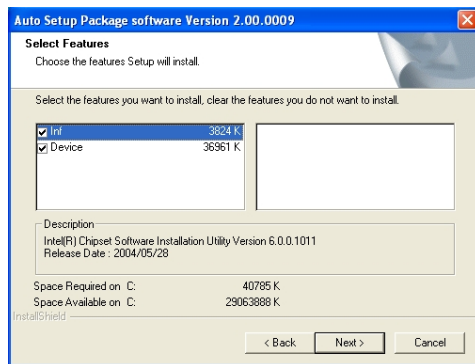 Auto Setup Package software Version 2.00.0009
Select Features
Choose the features Setup will install.
Select the features you want to install, clear the features you do not want to install.
Inf 3824 K
Device 36961 K
Description
Intel(R) Chipset Software Installation Utility Version 6.0.0.1011
Release Date : 2004/05/28
Space Required on C: 40785 K
Space Available on C: 29063888 K
InstallShield
< Back Next > Cancel